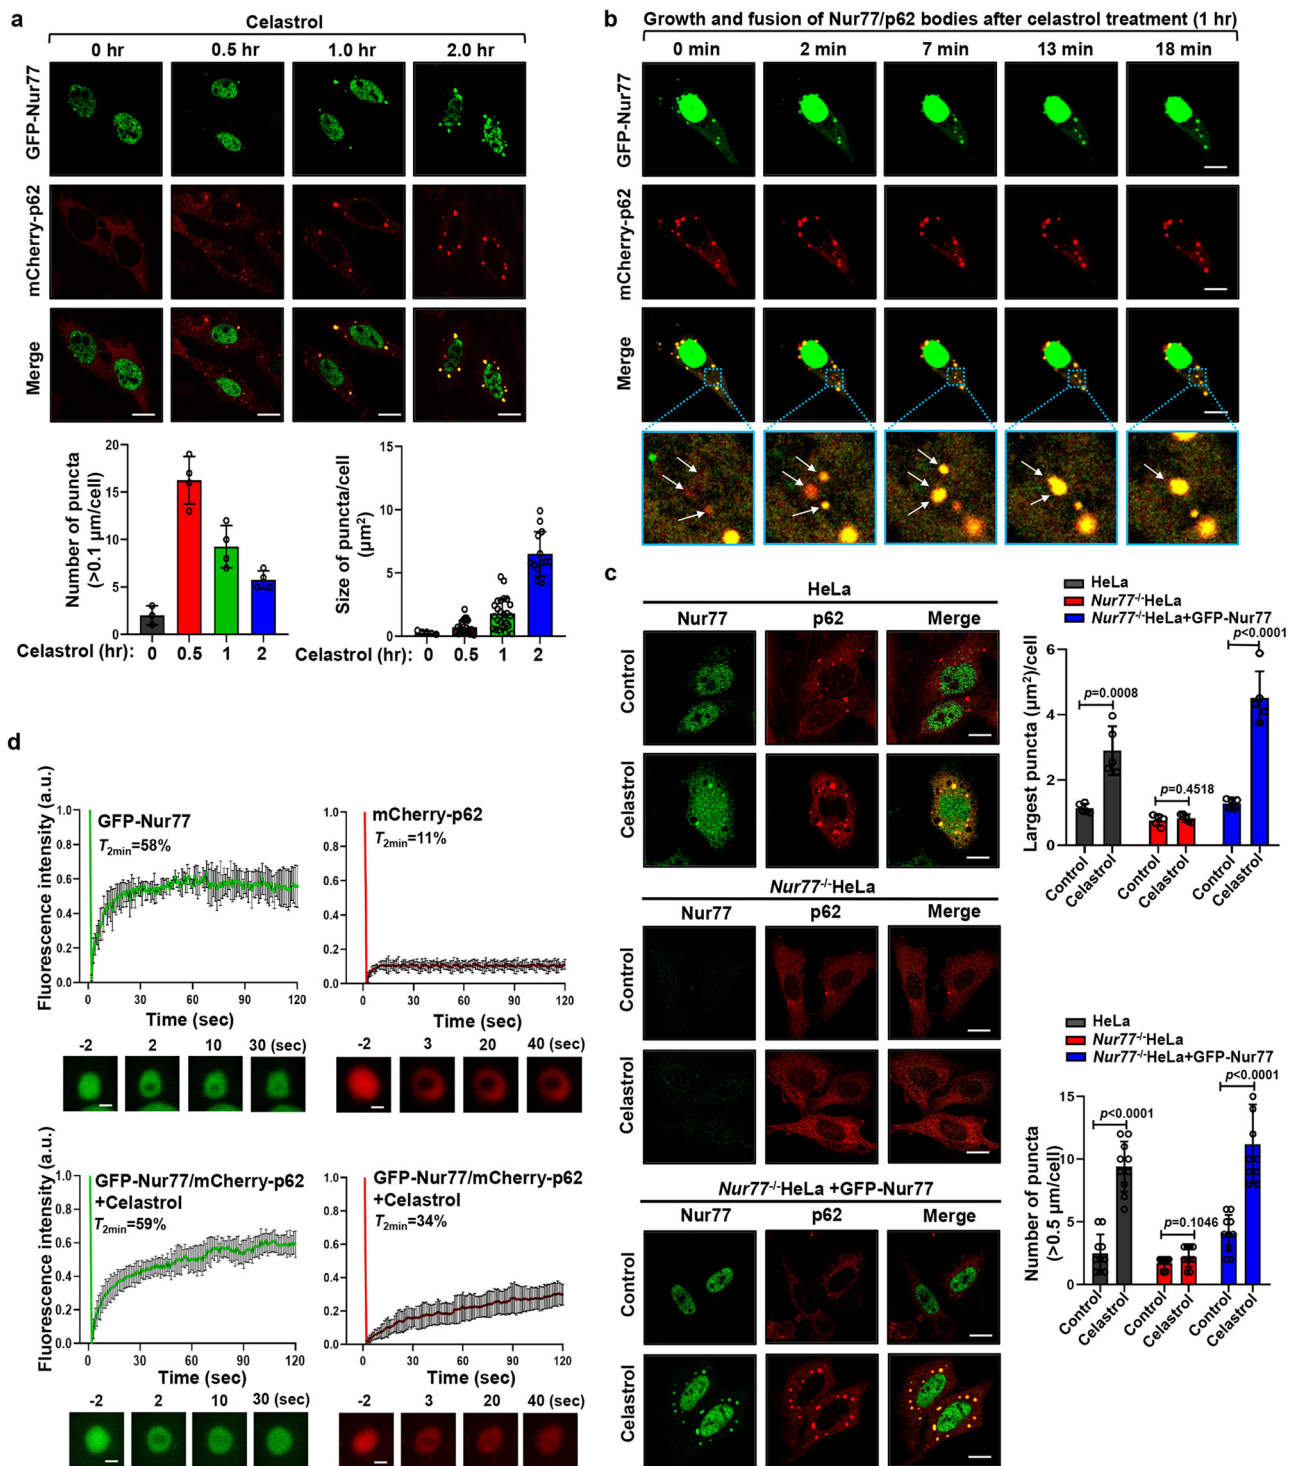 a
Celastrol
0 hr 0.5 hr 1.0 hr 2.0 hr
GFP-Nur77
mCherry-p62
Merge
Number of puncta
(>0.1 µm/cell)
20
15
10
5
0
Celastrol (hr): 0 0.5 1 2
Size of puncta/cell
(µm²)
15
10
5
0
Celastrol (hr): 0 0.5 1 2
b
Growth and fusion of Nur77/p62 bodies after celastrol treatment (1 hr)
0 min 2 min 7 min 13 min 18 min
GFP-Nur77
mCherry-p62
Merge
c
HeLa
Nur77 p62 Merge
Control
Celastrol
Nur77⁻/⁻HeLa
Nur77 p62 Merge
Control
Celastrol
Nur77⁻/⁻HeLa +GFP-Nur77
Nur77 p62 Merge
Control
Celastrol
HeLa
Nur77⁻/⁻HeLa
Nur77⁻/⁻HeLa+GFP-Nur77
Largest puncta (µm²)/cell
6
4
2
0
p=0.0008
p=0.4518
p<0.0001
Control Celastrol Control Celastrol Control Celastrol
HeLa
Nur77⁻/⁻HeLa
Nur77⁻/⁻HeLa+GFP-Nur77
Number of puncta
(>0.5 µm/cell)
15
10
5
0
p<0.0001
p=0.1046
p<0.0001
Control Celastrol Control Celastrol Control Celastrol
d
Fluorescence intensity (a.u.)
1.0
0.8
0.6
0.4
0.2
0.0
GFP-Nur77
T2min=58%
0 30 60 90 120
Time (sec)
-2 2 10 30 (sec)
1.0
0.8
0.6
0.4
0.2
0.0
mCherry-p62
T2min=11%
0 30 60 90 120
Time (sec)
-2 3 20 40 (sec)
Fluorescence intensity (a.u.)
1.0
0.8
0.6
0.4
0.2
0.0
GFP-Nur77/mCherry-p62
+Celastrol
T2min=59%
0 30 60 90 120
Time (sec)
-2 2 10 30 (sec)
1.0
0.8
0.6
0.4
0.2
0.0
GFP-Nur77/mCherry-p62
+Celastrol
T2min=34%
0 30 60 90 120
Time (sec)
-2 3 20 40 (sec)